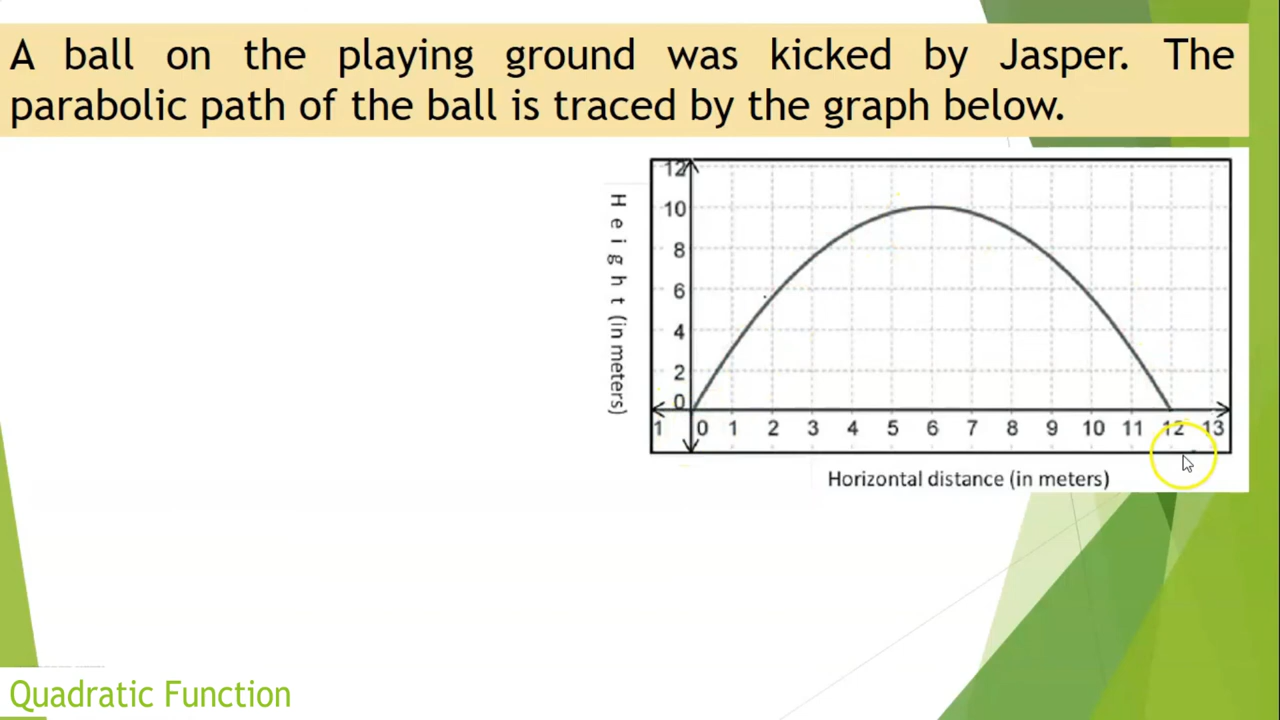 A ball on the playing ground was kicked by Jasper. The
parabolic path of the ball is traced by the graph below.
Height (in meters)
12
10
8
6
4
2
0
1 0 1 2 3 4 5 6 7 8 9 10 11 12 13
Horizontal distance (in meters)
Quadratic Function